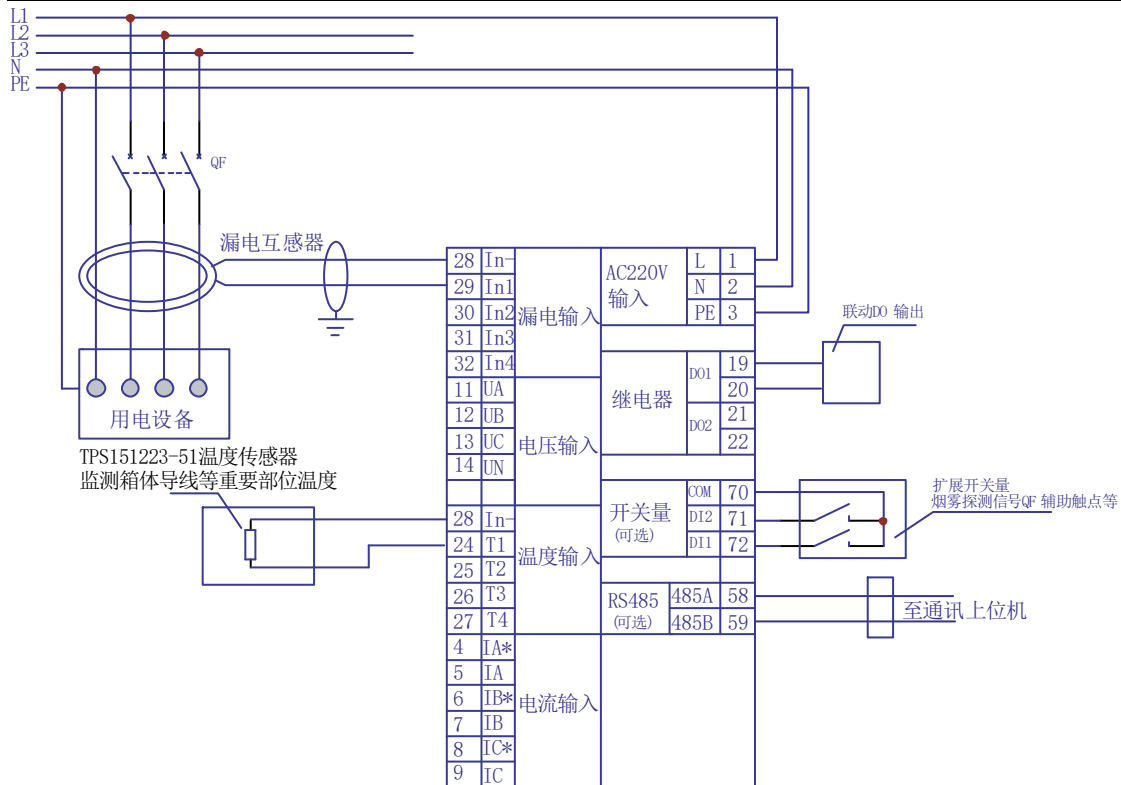 L1
L2
L3
N
PE
QF
漏电互感器
用电设备
TPS151223-51温度传感器
监测箱体导线等重要部位温度
28 In-
29 In1
30 In2
31 In3
32 In4
漏电输入
11 UA
12 UB
13 UC
14 UN
电压输入
28 In-
24 T1
25 T2
26 T3
27 T4
温度输入
4 IA*
5 IA
6 IB*
7 IB
8 IC*
9 IC
电流输入
AC220V
输入
L 1
N 2
PE 3
继电器
DO1
19
20
DO2
21
22
开关量
(可选)
COM 70
DI2 71
DI1 72
RS485
(可选)
485A 58
485B 59
联动DO 输出
扩展开关量
烟雾探测信号QF 辅助触点等
至通讯上位机